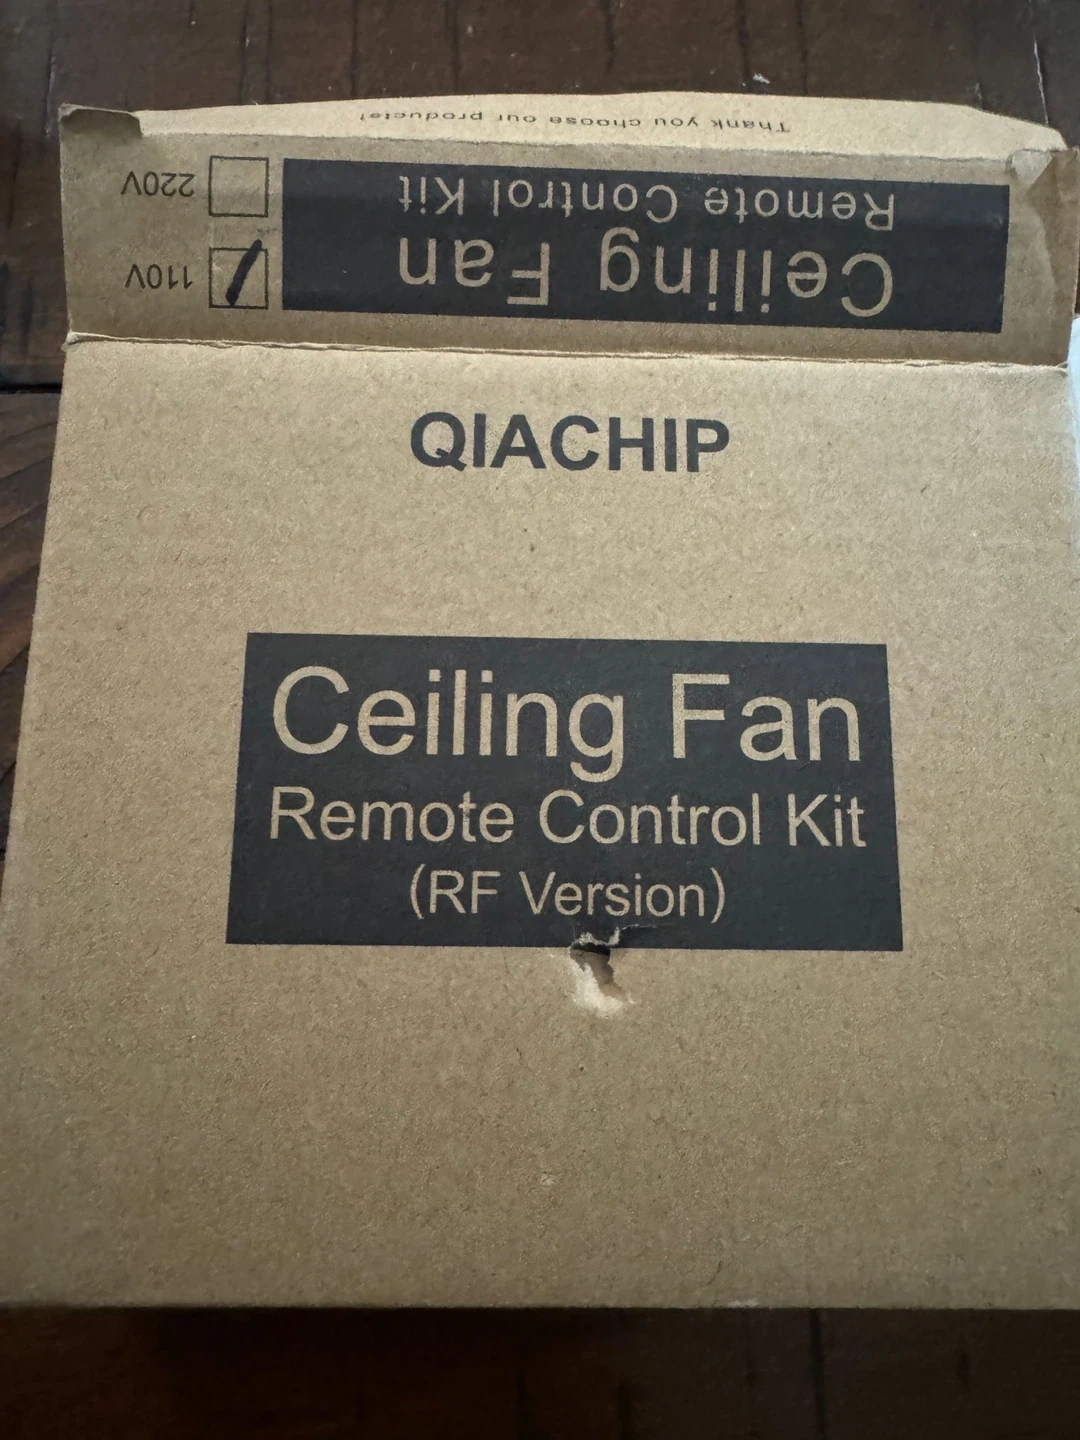 Thank you choose our products!
Ceiling Fan
Remote Control Kit
110V
220V
QIACHIP
Ceiling Fan
Remote Control Kit
(RF Version)